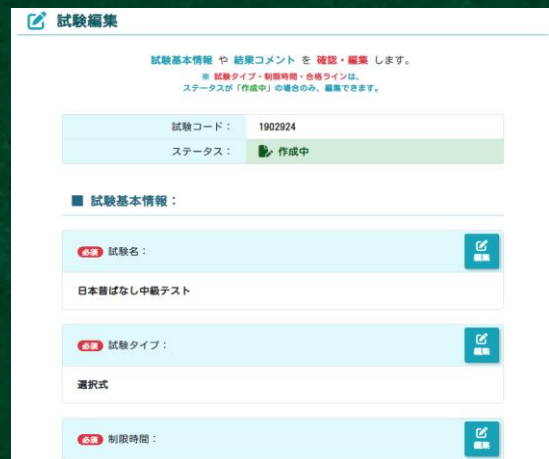 試験編集
試験基本情報 や 結果コメント を 確認・編集 します。
※ 試験タイプ・制限時間・合格ラインは、
ステータスが「作成中」の場合のみ、編集できます。
試験コード： 1902924
ステータス： 作成中
■ 試験基本情報：
必須 試験名： 編集
日本昔ばなし中級テスト
必須 試験タイプ： 編集
選択式
必須 制限時間： 編集